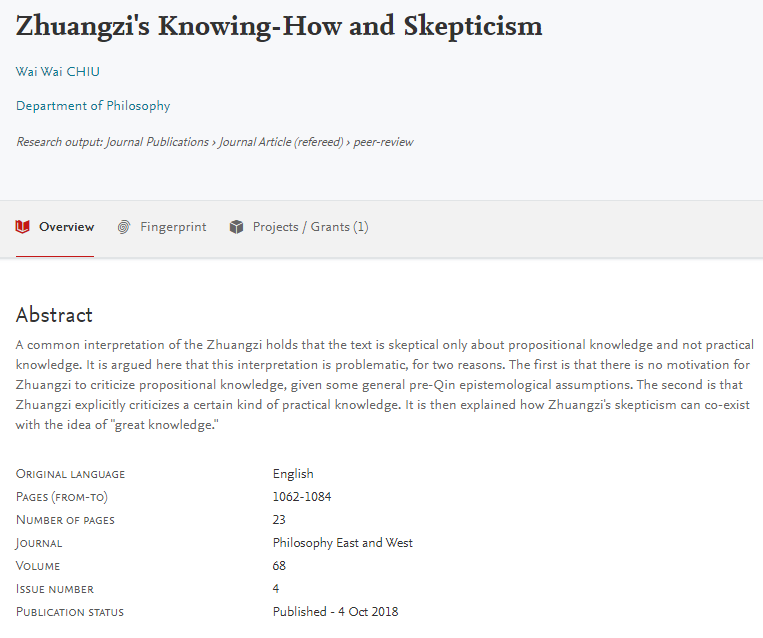 Zhuangzi's Knowing-How and Skepticism
Wai Wai CHIU
Department of Philosophy
Research output: Journal Publications › Journal Article (refereed) › peer-review
Overview Fingerprint Projects / Grants (1)
Abstract
A common interpretation of the Zhuangzi holds that the text is skeptical only about propositional knowledge and not practical
knowledge. It is argued here that this interpretation is problematic, for two reasons. The first is that there is no motivation for
Zhuangzi to criticize propositional knowledge, given some general pre-Qin epistemological assumptions. The second is that
Zhuangzi explicitly criticizes a certain kind of practical knowledge. It is then explained how Zhuangzi's skepticism can co-exist
with the idea of "great knowledge."
Original language English
Pages (from-to) 1062-1084
Number of pages 23
Journal Philosophy East and West
Volume 68
Issue number 4
Publication status Published - 4 Oct 2018